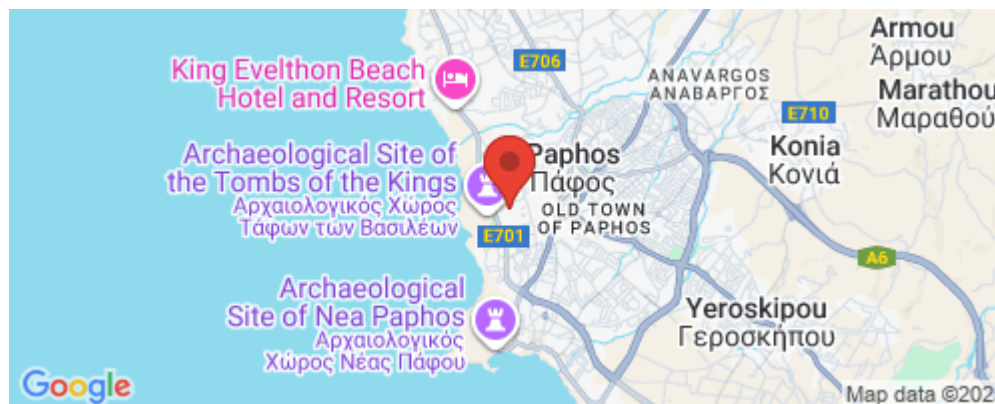 Armou
Άρμου
E706
King Evelthon Beach
Hotel and Resort
ANAVARGOS
ΑΝΑΒΑΡΓΟΣ
Marathou
Μαραθού
E710
Konia
Κονιά
Archaeological Site of
the Tombs of the Kings
Αρχαιολογικός Χώρος
Τάφων τών Βασιλέων
Paphos
Πάφος
OLD TOWN
OF PAPHOS
E701
A6
Archaeological
Site of Nea Paphos
Αρχαιολογικός
Χώρος Νέας Πάφου
Yeroskipou
Γεροσκήπου
Google
Map data ©202